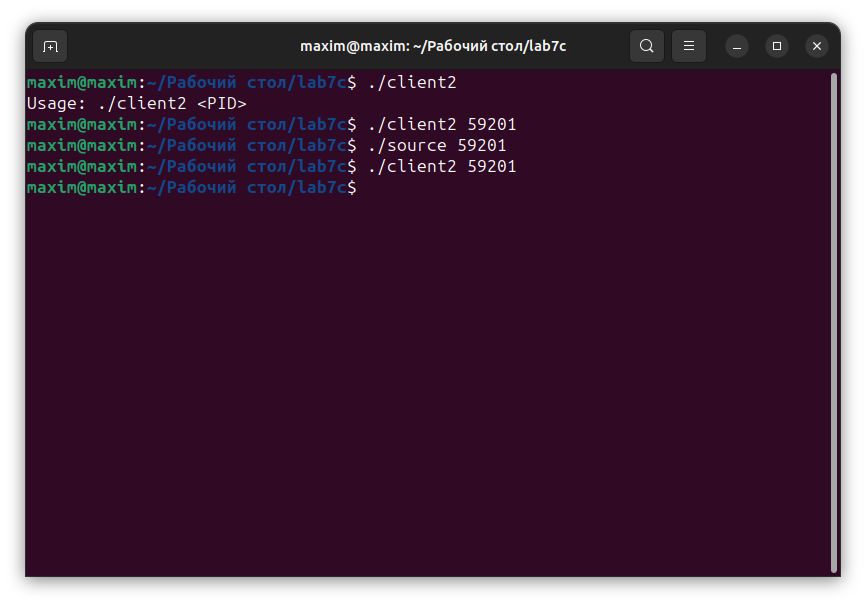 maxim@maxim: ~/Рабочий стол/lab7c
maxim@maxim:~/Рабочий стол/lab7c$ ./client2
Usage: ./client2 <PID>
maxim@maxim:~/Рабочий стол/lab7c$ ./client2 59201
maxim@maxim:~/Рабочий стол/lab7c$ ./source 59201
maxim@maxim:~/Рабочий стол/lab7c$ ./client2 59201
maxim@maxim:~/Рабочий стол/lab7c$